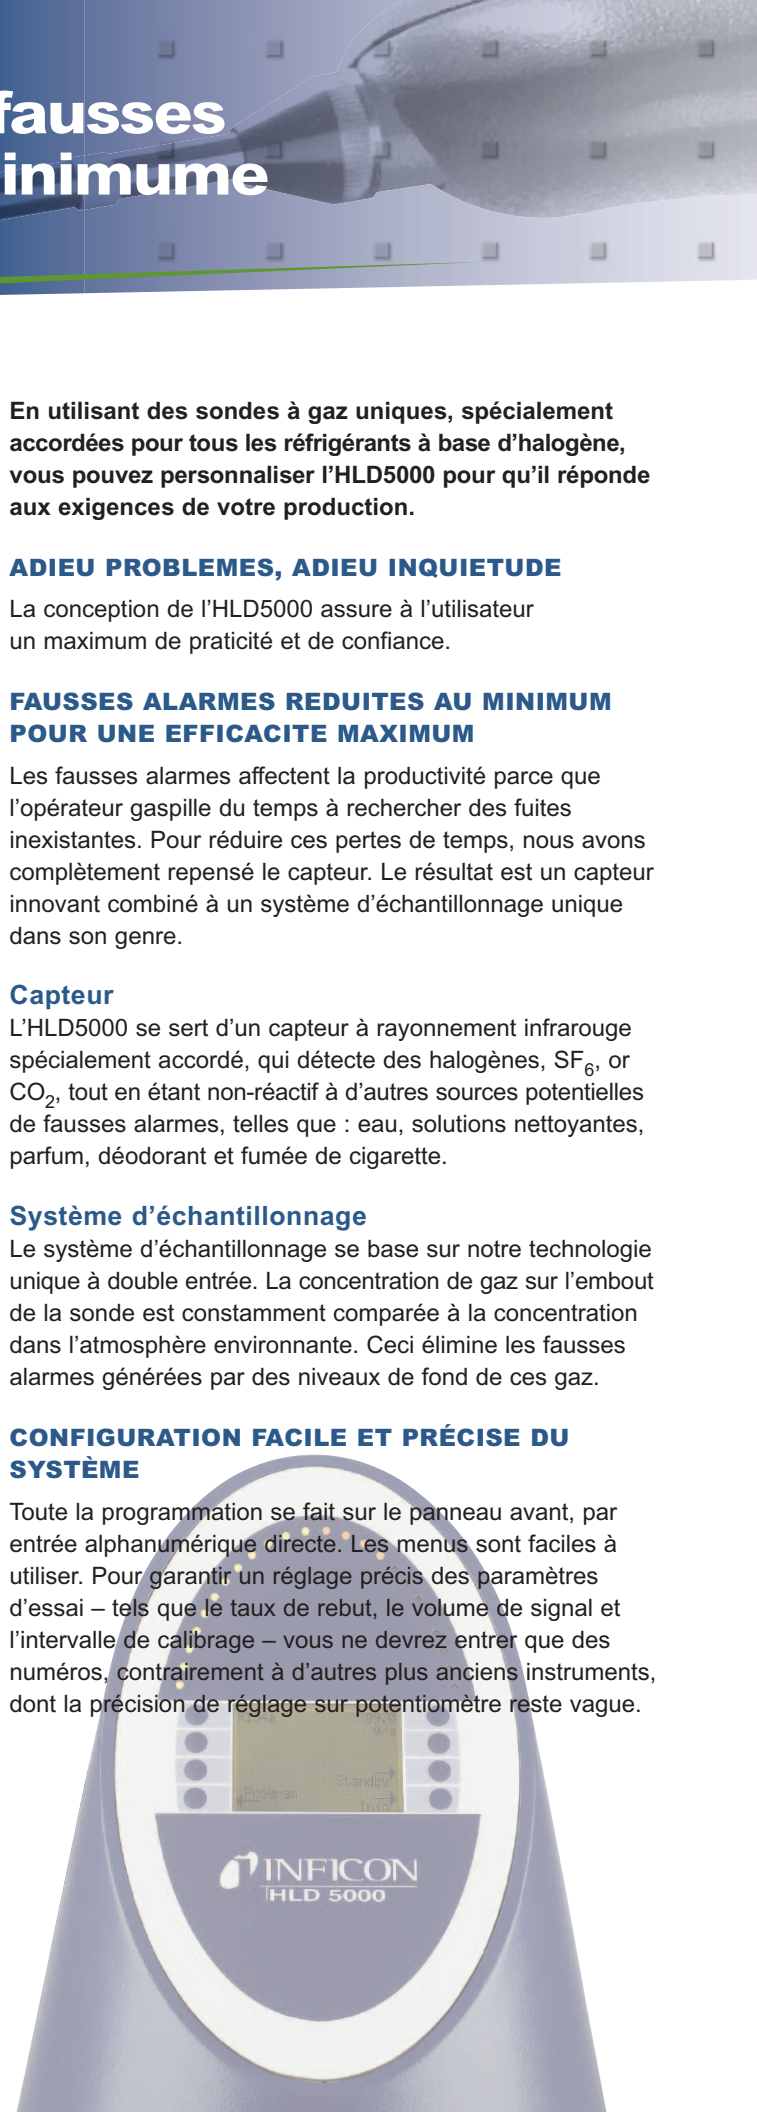 fausses
inimume
En utilisant des sondes à gaz uniques, spécialement
accordées pour tous les réfrigérants à base d’halogène,
vous pouvez personnaliser l’HLD5000 pour qu’il réponde
aux exigences de votre production.
ADIEU PROBLEMES, ADIEU INQUIETUDE
La conception de l’HLD5000 assure à l’utilisateur
un maximum de praticité et de confiance.
FAUSSES ALARMES REDUITES AU MINIMUM
POUR UNE EFFICACITE MAXIMUM
Les fausses alarmes affectent la productivité parce que
l’opérateur gaspille du temps à rechercher des fuites
inexistantes. Pour réduire ces pertes de temps, nous avons
complètement repensé le capteur. Le résultat est un capteur
innovant combiné à un système d’échantillonnage unique
dans son genre.
Capteur
L’HLD5000 se sert d’un capteur à rayonnement infrarouge
spécialement accordé, qui détecte des halogènes, SF₆, or
CO₂, tout en étant non-réactif à d’autres sources potentielles
de fausses alarmes, telles que : eau, solutions nettoyantes,
parfum, déodorant et fumée de cigarette.
Système d’échantillonnage
Le système d’échantillonnage se base sur notre technologie
unique à double entrée. La concentration de gaz sur l’embout
de la sonde est constamment comparée à la concentration
dans l’atmosphère environnante. Ceci élimine les fausses
alarmes générées par des niveaux de fond de ces gaz.
CONFIGURATION FACILE ET PRÉCISE DU
SYSTÈME
Toute la programmation se fait sur le panneau avant, par
entrée alphanumérique directe. Les menus sont faciles à
utiliser. Pour garantir un réglage précis des paramètres
d’essai – tels que le taux de rebut, le volume de signal et
l’intervalle de calibrage – vous ne devrez entrer que des
numéros, contrairement à d’autres plus anciens instruments,
dont la précision de réglage sur potentiomètre reste vague.
Standby
Program
Info
INFICON
HLD 5000